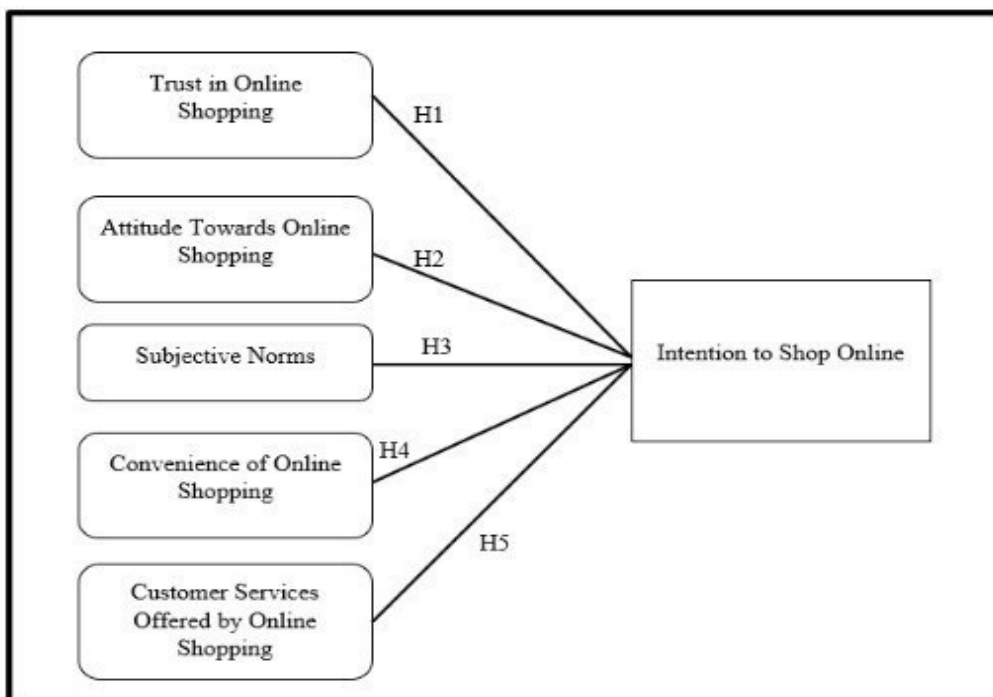 Trust in Online
Shopping
H1
Attitude Towards Online
Shopping
H2
Subjective Norms
H3
Intention to Shop Online
Convenience of Online
Shopping
H4
Customer Services
Offered by Online
Shopping
H5